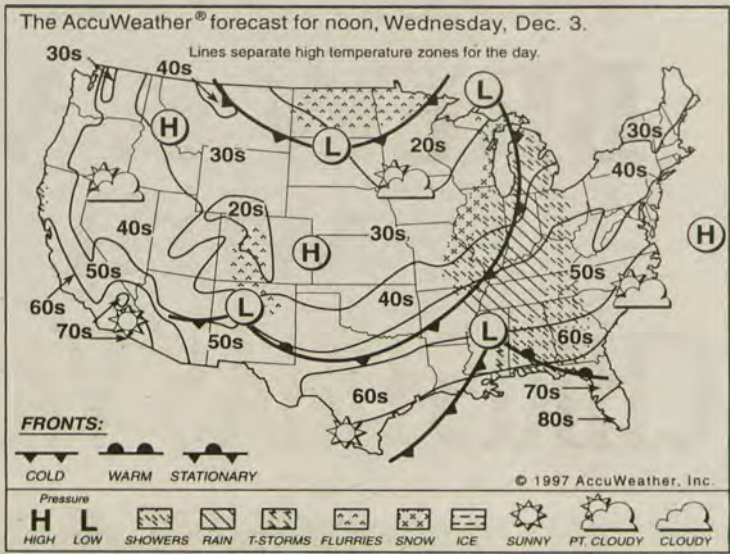 The AccuWeather® forecast for noon, Wednesday, Dec. 3.
Lines separate high temperature zones for the day.
30s
40s
H
L
L
20s
30s
30s
40s
20s
H
30s
H
40s
50s
50s
60s
70s
L
50s
40s
L
60s
60s
70s
80s
FRONTS:
COLD WARM STATIONARY
© 1997 AccuWeather, Inc.
Pressure
H L
HIGH LOW SHOWERS RAIN T-STORMS FLURRIES SNOW ICE SUNNY PT. CLOUDY CLOUDY